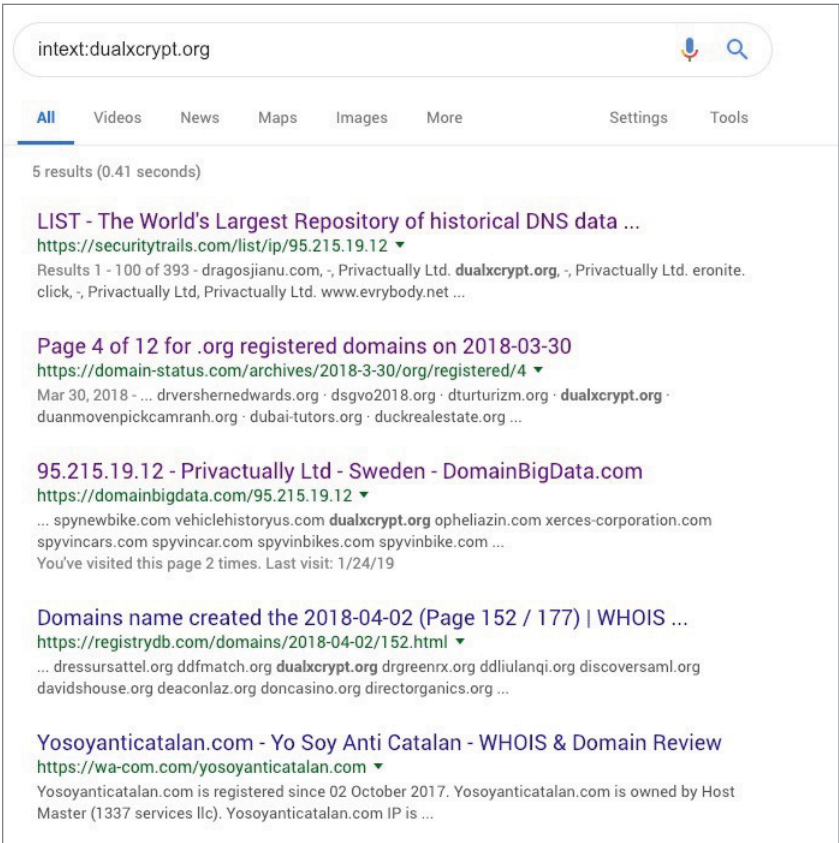 intext:dualxcrypt.org
All Videos News Maps Images More Settings Tools
5 results (0.41 seconds)
LIST - The World's Largest Repository of historical DNS data ...
https://securitytrails.com/list/ip/95.215.19.12
Results 1 - 100 of 393 - dragosjianu.com, -, Privactually Ltd. dualxcrypt.org, -, Privactually Ltd. eronite.
click, -, Privactually Ltd, Privactually Ltd. www.evrybody.net ...
Page 4 of 12 for .org registered domains on 2018-03-30
https://domain-status.com/archives/2018-3-30/org/registered/4
Mar 30, 2018 - ... drvershernedwards.org · dsgvo2018.org · dturturizm.org · dualxcrypt.org ·
duanmovenpickcamranh.org · dubai-tutors.org · duckrealestate.org ...
95.215.19.12 - Privactually Ltd - Sweden - DomainBigData.com
https://domainbigdata.com/95.215.19.12
... spynewbike.com vehiclehistoryus.com dualxcrypt.org opheliazin.com xerces-corporation.com
spyvincars.com spyvincar.com spyvinbikes.com spyvinbike.com ...
You've visited this page 2 times. Last visit: 1/24/19
Domains name created the 2018-04-02 (Page 152 / 177) | WHOIS ...
https://registrydb.com/domains/2018-04-02/152.html
... dressursattel.org ddfmatch.org dualxcrypt.org drgreenrx.org ddliulanqi.org discoversaml.org
davidshouse.org deaconlaz.org doncasino.org directorganics.org ...
Yosoyanticatalan.com - Yo Soy Anti Catalan - WHOIS & Domain Review
https://wa-com.com/yosoyanticatalan.com
Yosoyanticatalan.com is registered since 02 October 2017. Yosoyanticatalan.com is owned by Host
Master (1337 services llc). Yosoyanticatalan.com IP is ...